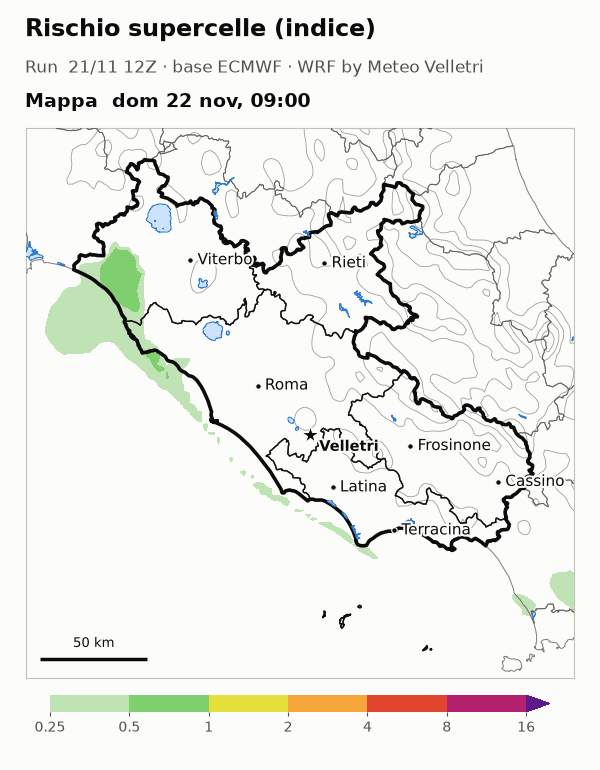 Rischio supercelle (indice)
Run  21/11 12Z · base ECMWF · WRF by Meteo Velletri
Mappa  dom 22 nov, 09:00
Viterbo
Rieti
Roma
Velletri
Frosinone
Cassino
Latina
Terracina
50 km
0.25
0.5
1
2
4
8
16